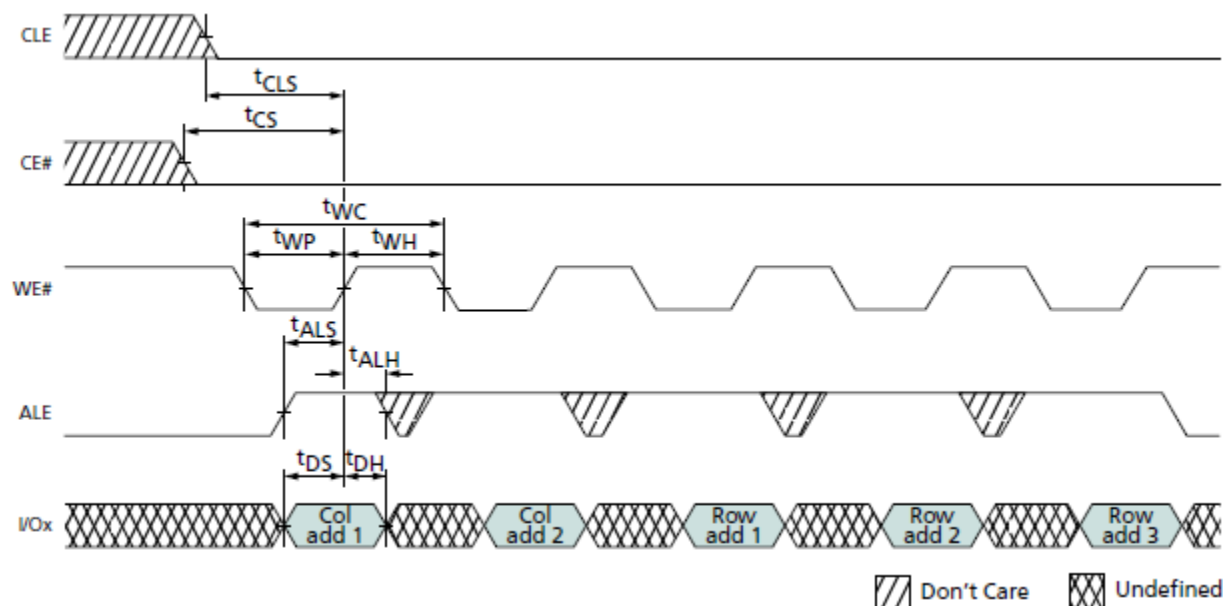 CLE
tCLS
tCS
CE#
tWC
tWP
tWH
WE#
tALS
tALH
ALE
tDS
tDH
I/Ox
Col
add 1
Col
add 2
Row
add 1
Row
add 2
Row
add 3
Don't Care
Undefined